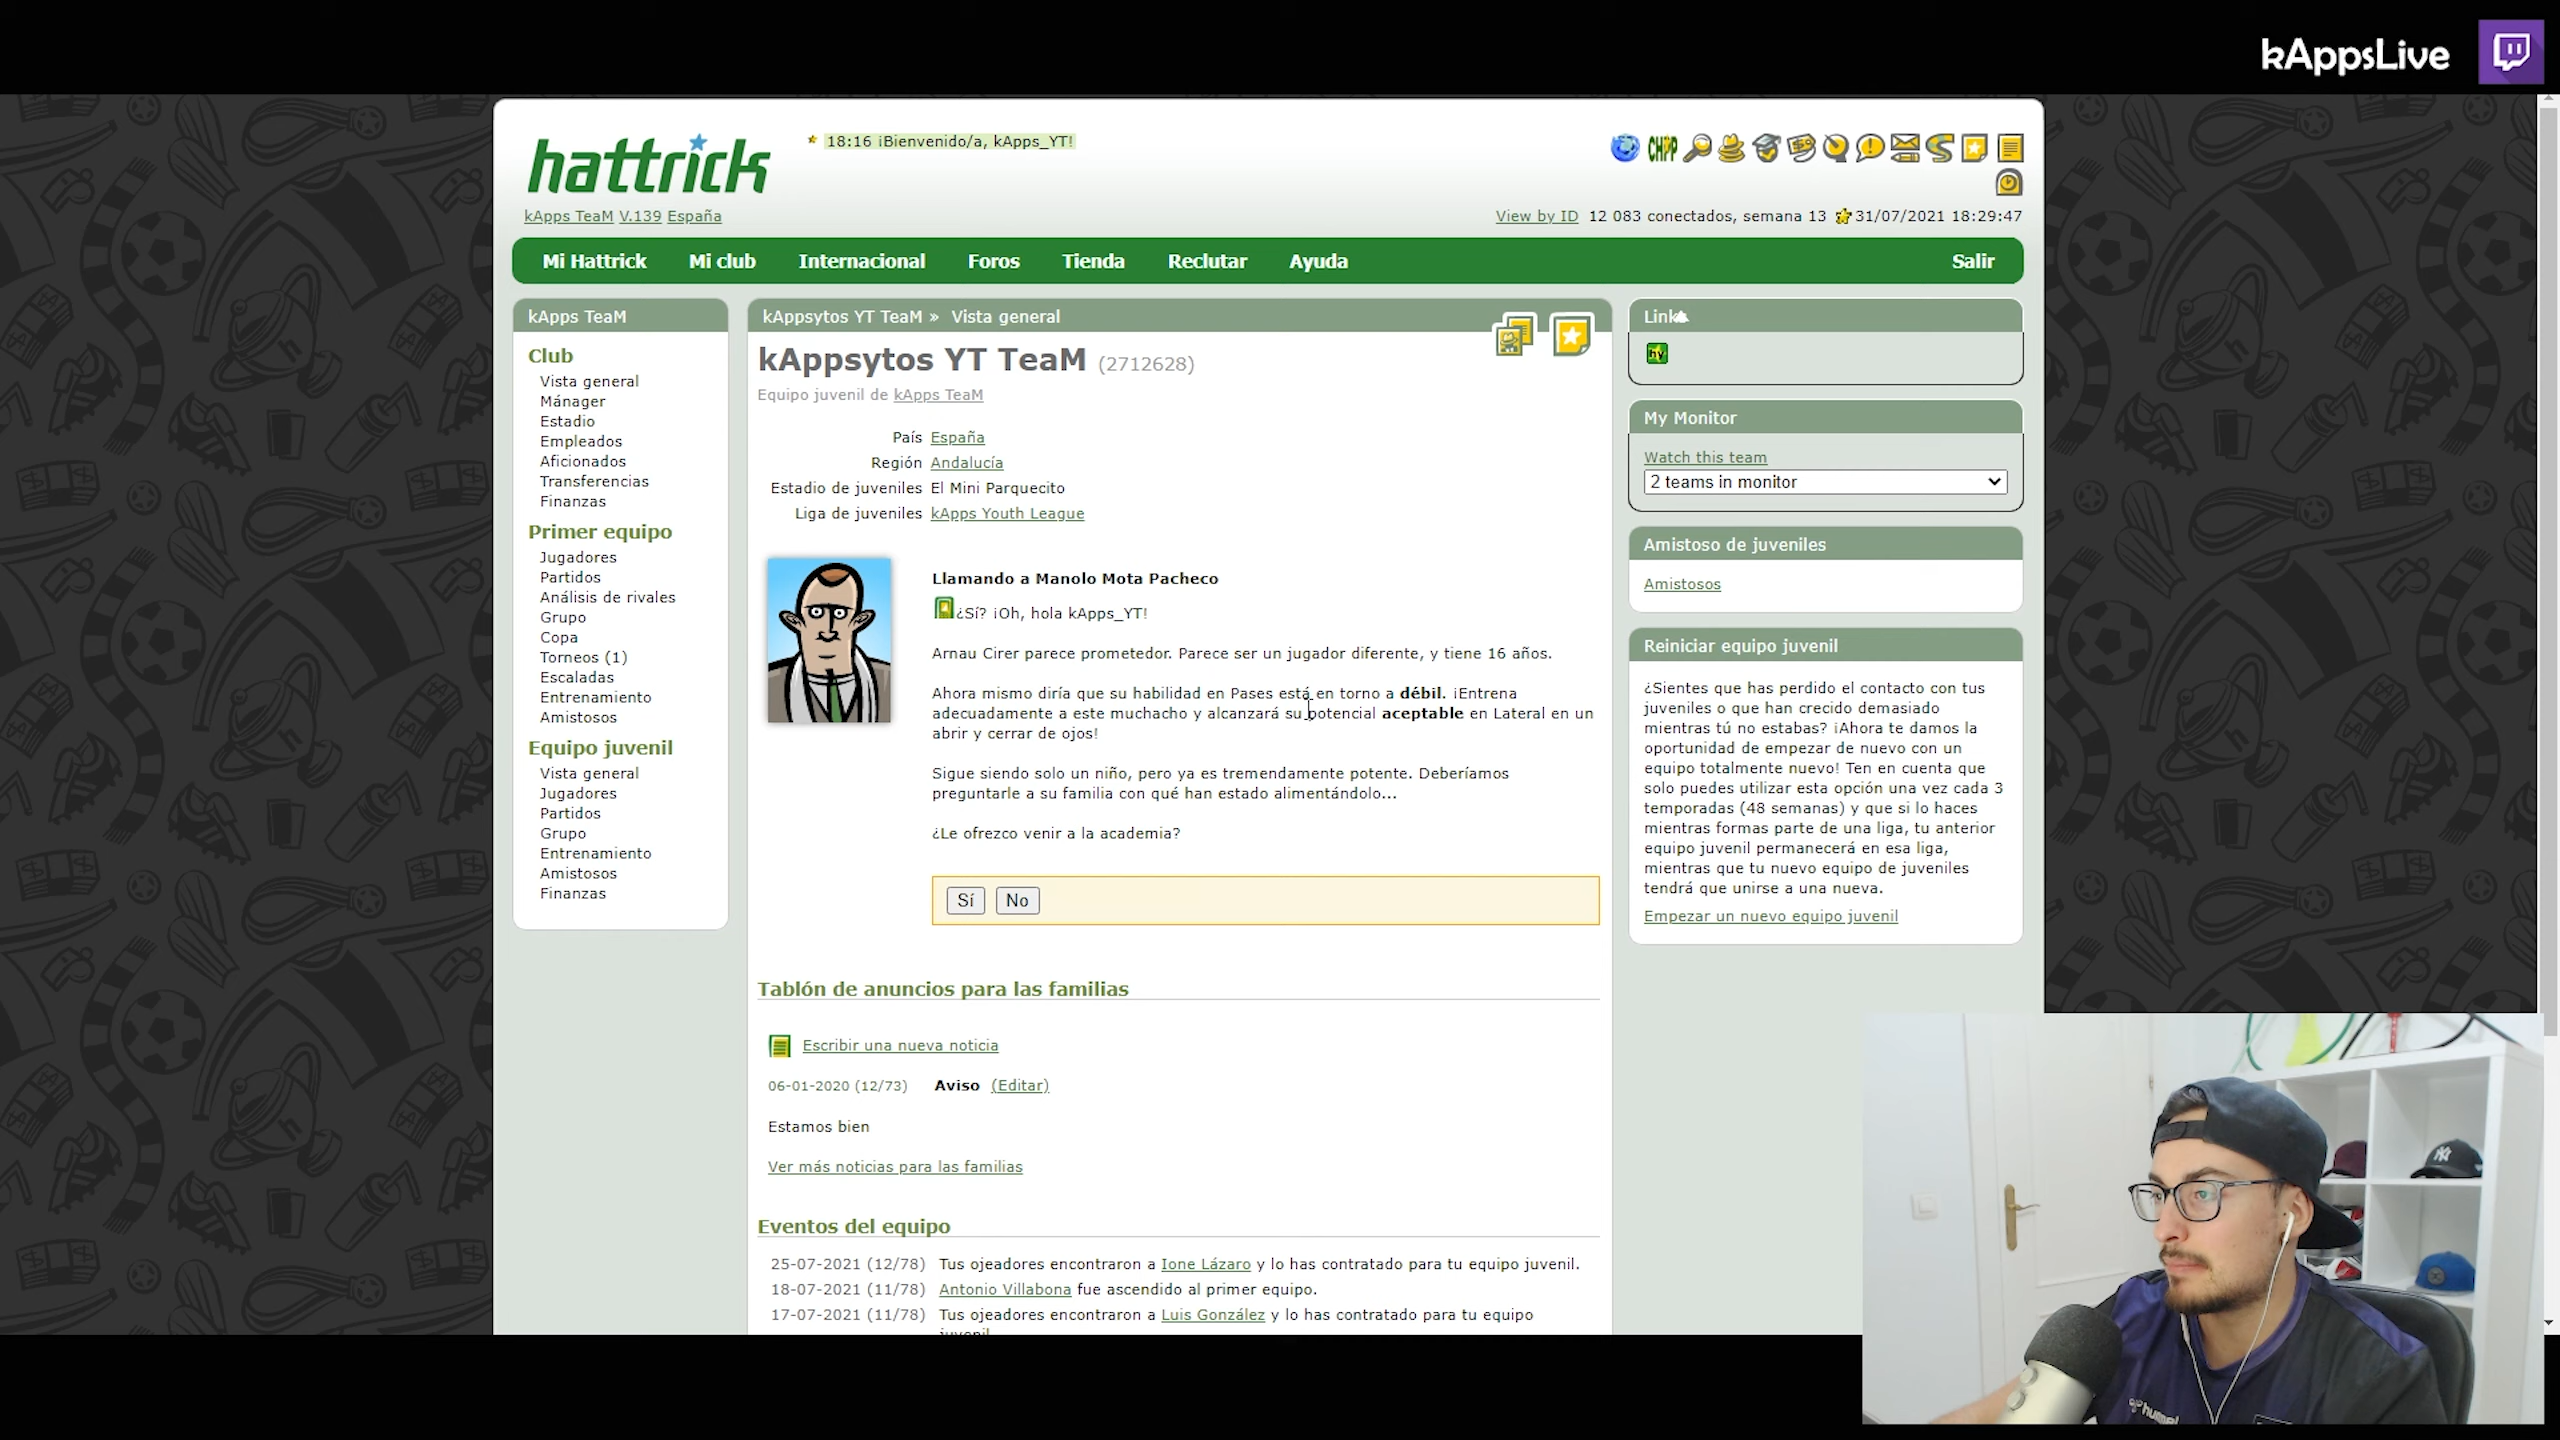 kAppsLive
hattrick
18:16 ¡Bienvenido/a, kApps_YT!
CHPP
kApps TeaM V.139 España
View by ID 12 083 conectados, semana 13 31/07/2021 18:29:47
Mi Hattrick Mi club Internacional Foros Tienda Reclutar Ayuda Salir
kApps TeaM
Club
Vista general
Mánager
Estadio
Empleados
Aficionados
Transferencias
Finanzas
Primer equipo
Jugadores
Partidos
Análisis de rivales
Grupo
Copa
Torneos (1)
Escaladas
Entrenamiento
Amistosos
Equipo juvenil
Vista general
Jugadores
Partidos
Grupo
Entrenamiento
Amistosos
Finanzas
kAppsytos YT TeaM » Vista general
kAppsytos YT TeaM (2712628)
Equipo juvenil de kApps TeaM
País España
Región Andalucía
Estadio de juveniles El Mini Parquecito
Liga de juveniles kApps Youth League
Llamando a Manolo Mota Pacheco
¿Sí? ¡Oh, hola kApps_YT!
Arnau Cirer parece prometedor. Parece ser un jugador diferente, y tiene 16 años.
Ahora mismo diría que su habilidad en Pases está en torno a débil. ¡Entrena
adecuadamente a este muchacho y alcanzará su potencial aceptable en Lateral en un
abrir y cerrar de ojos!
Sigue siendo solo un niño, pero ya es tremendamente potente. Deberíamos
preguntarle a su familia con qué han estado alimentándolo...
¿Le ofrezco venir a la academia?
Sí No
Tablón de anuncios para las familias
Escribir una nueva noticia
06-01-2020 (12/73) Aviso (Editar)
Estamos bien
Ver más noticias para las familias
Eventos del equipo
25-07-2021 (12/78) Tus ojeadores encontraron a Ione Lázaro y lo has contratado para tu equipo juvenil.
18-07-2021 (11/78) Antonio Villabona fue ascendido al primer equipo.
17-07-2021 (11/78) Tus ojeadores encontraron a Luis González y lo has contratado para tu equipo
Links
hy
My Monitor
Watch this team
2 teams in monitor
Amistoso de juveniles
Amistosos
Reiniciar equipo juvenil
¿Sientes que has perdido el contacto con tus
juveniles o que han crecido demasiado
mientras tú no estabas? ¡Ahora te damos la
oportunidad de empezar de nuevo con un
equipo totalmente nuevo! Ten en cuenta que
solo puedes utilizar esta opción una vez cada 3
temporadas (48 semanas) y que si lo haces
mientras formas parte de una liga, tu anterior
equipo juvenil permanecerá en esa liga,
mientras que tu nuevo equipo de juveniles
tendrá que unirse a una nueva.
Empezar un nuevo equipo juvenil